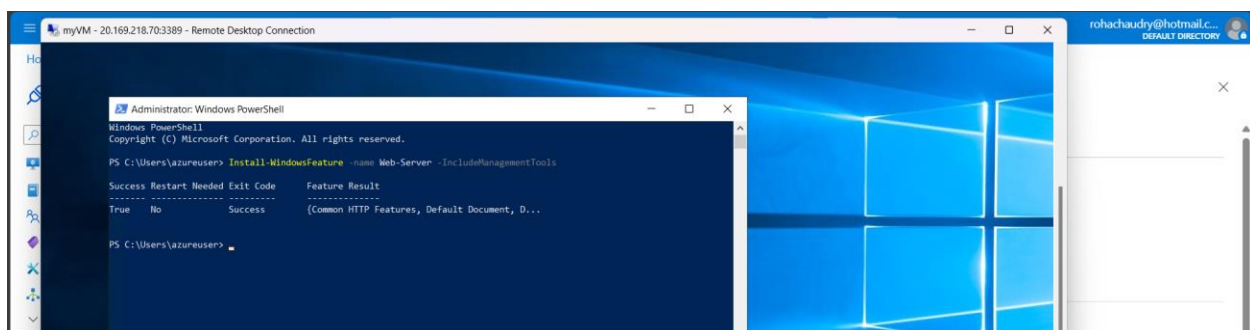 myVM - 20.169.218.70:3389 - Remote Desktop Connection
rohachaudry@hotmail.c...
DEFAULT DIRECTORY
Ho
Administrator: Windows PowerShell
Windows PowerShell
Copyright (C) Microsoft Corporation. All rights reserved.
PS C:\Users\azureuser> Install-WindowsFeature -name Web-Server -IncludeManagementTools
Success Restart Needed Exit Code Feature Result
------- -------------- --------- --------------
True No Success {Common HTTP Features, Default Document, D...
PS C:\Users\azureuser> _